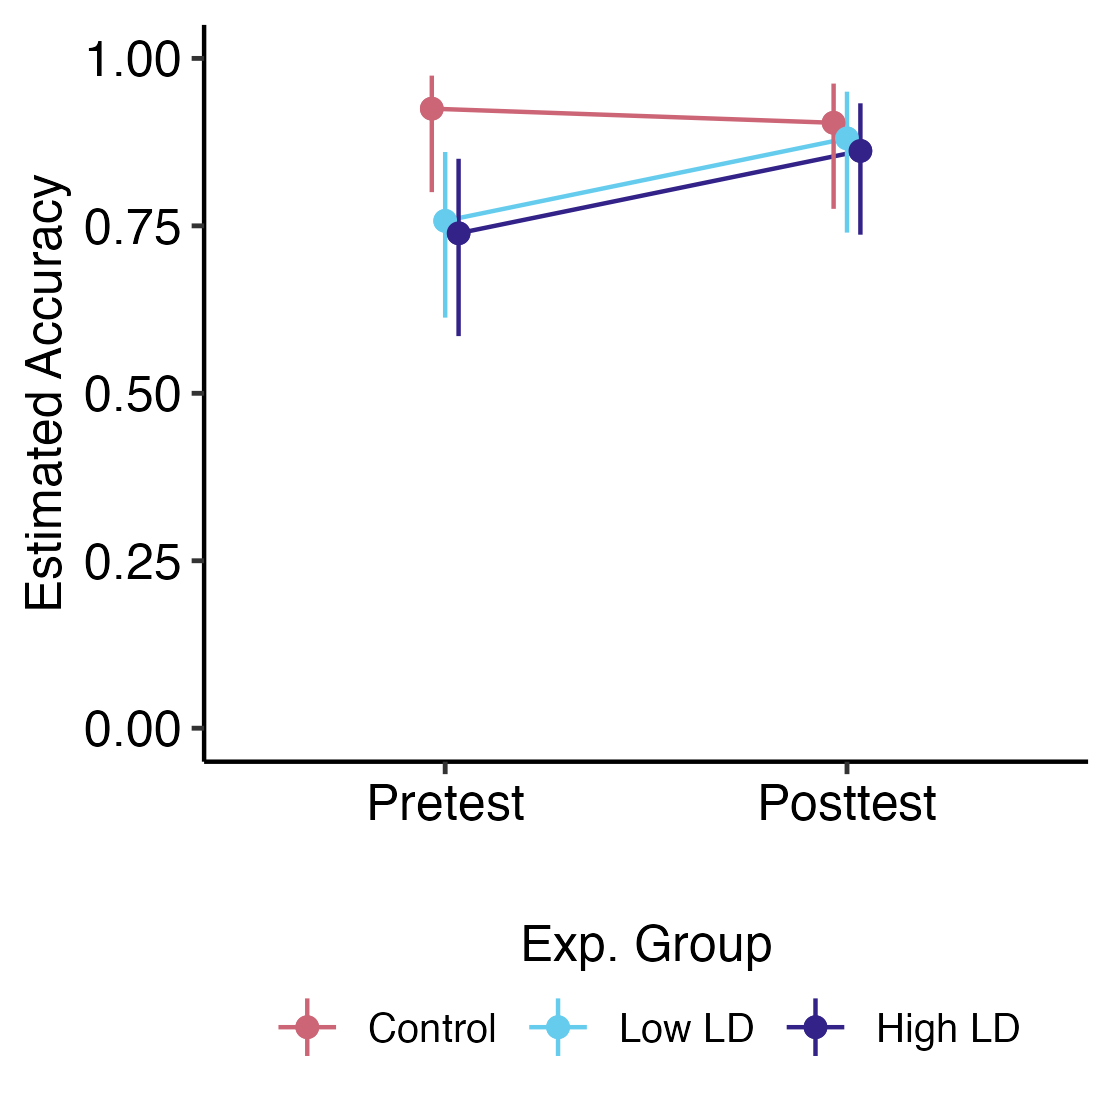 Estimated Accuracy
1.00
0.75
0.50
0.25
0.00
Pretest Posttest
Exp. Group
Control Low LD High LD